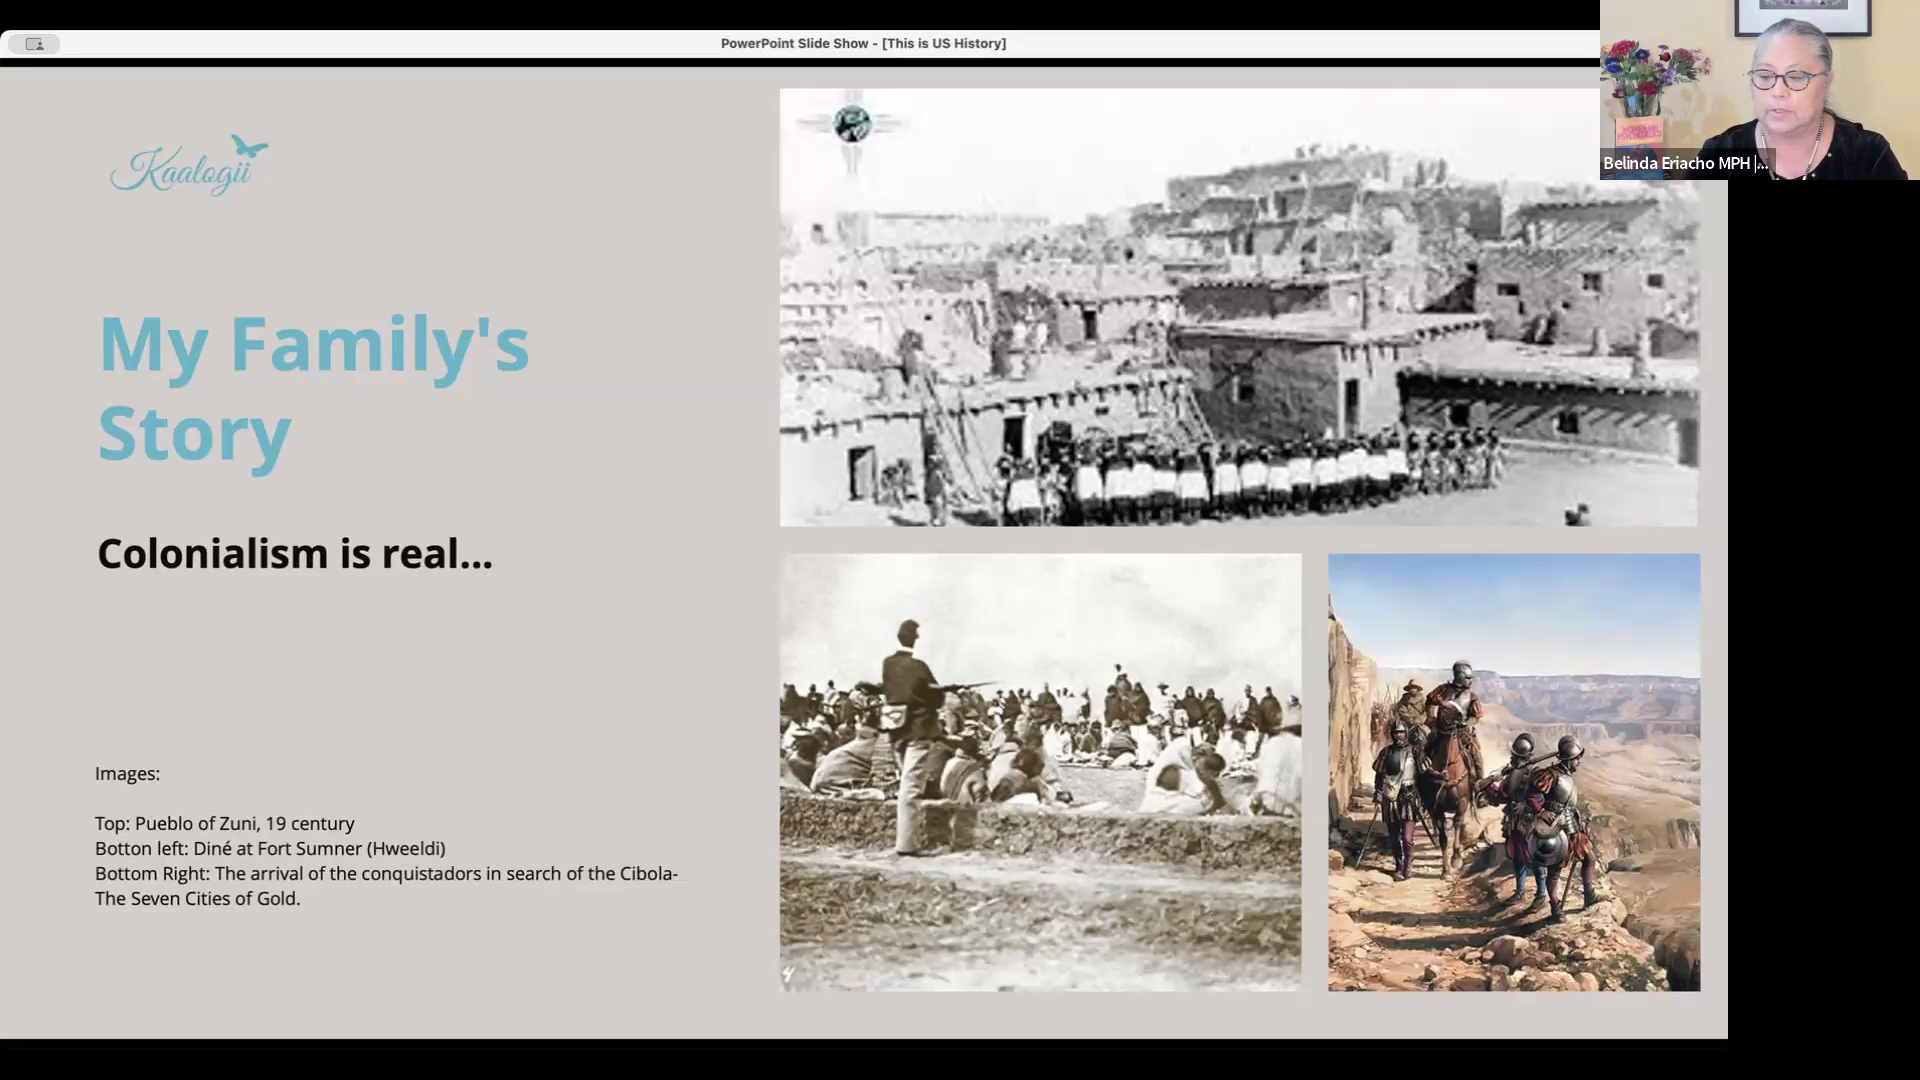 PowerPoint Slide Show - [This is US History]
Kaalogii
My Family's
Story
Colonialism is real...
Images:
Top: Pueblo of Zuni, 19 century
Botton left: Diné at Fort Sumner (Hweeldi)
Bottom Right: The arrival of the conquistadors in search of the Cibola-
The Seven Cities of Gold.
Belinda Eriacho MPH |...